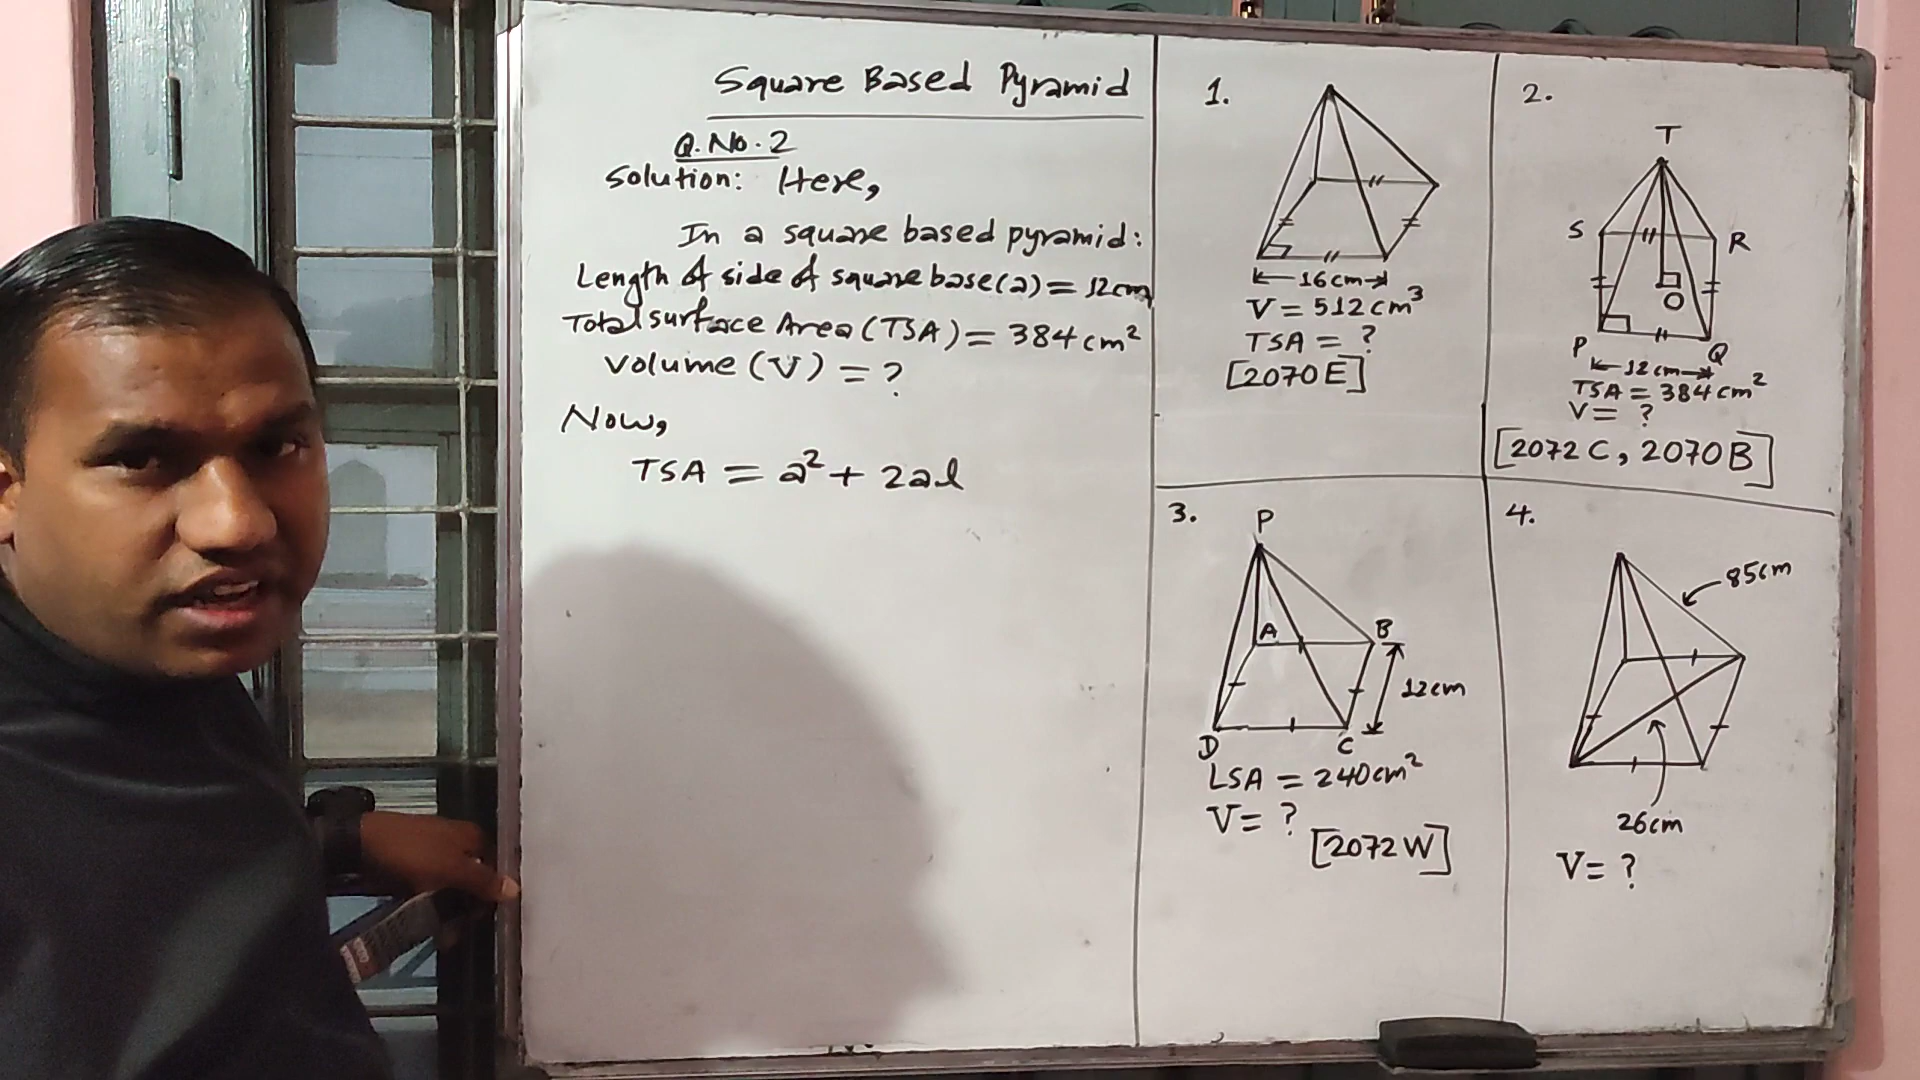 Square Based Pyramid
Q. No. 2
Solution: Here,
In a square based pyramid:
Length of side of square base(a) = 12cm
Total surface Area (TSA) = 384 cm²
Volume (V) = ?
Now,
TSA = a² + 2al
1.
16cm
V = 512 cm³
TSA = ?
[2070 E]
2.
T
S
R
O
P
Q
12cm
TSA = 384 cm²
V = ?
[2072 C, 2070 B]
3.
P
A
B
12cm
D
C
LSA = 240cm²
V = ?
[2072 W]
4.
85cm
26cm
V = ?